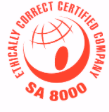 ETHICALLY CORRECT CERTIFIED COMPANY
SA 8000